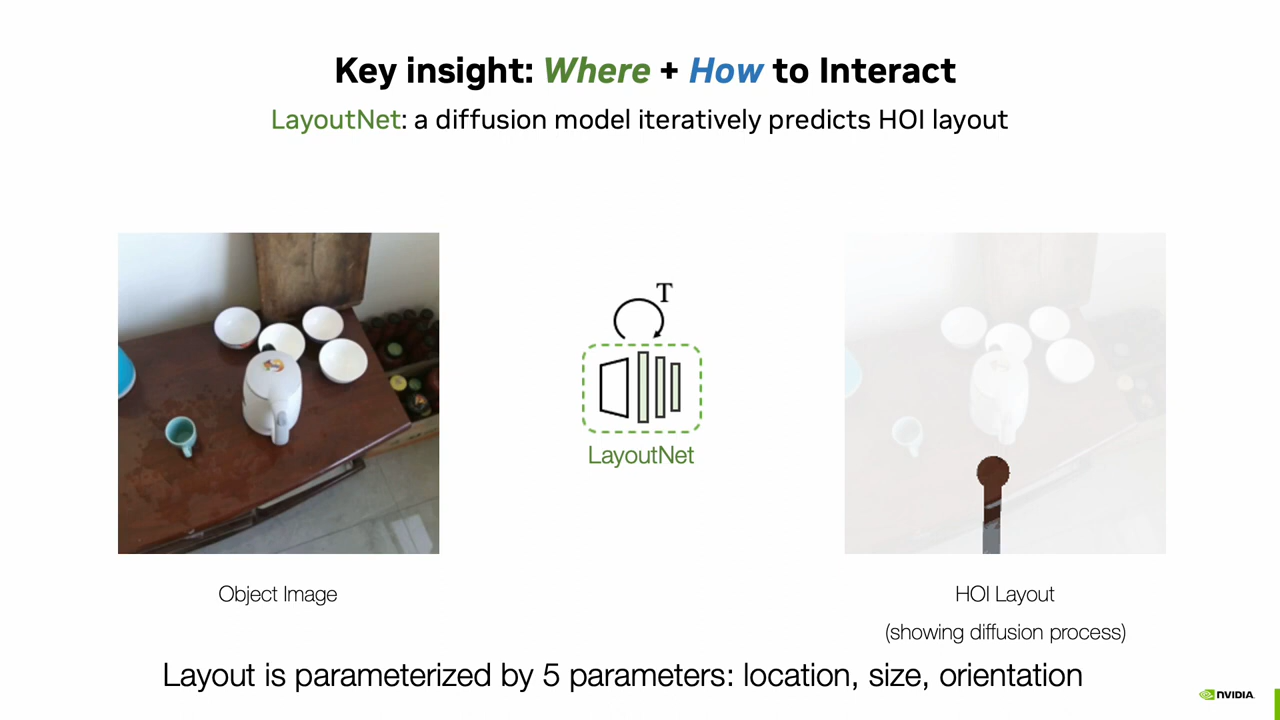 Key insight: Where + How to Interact
LayoutNet: a diffusion model iteratively predicts HOI layout
T
LayoutNet
Object Image
HOI Layout
(showing diffusion process)
Layout is parameterized by 5 parameters: location, size, orientation
NVIDIA